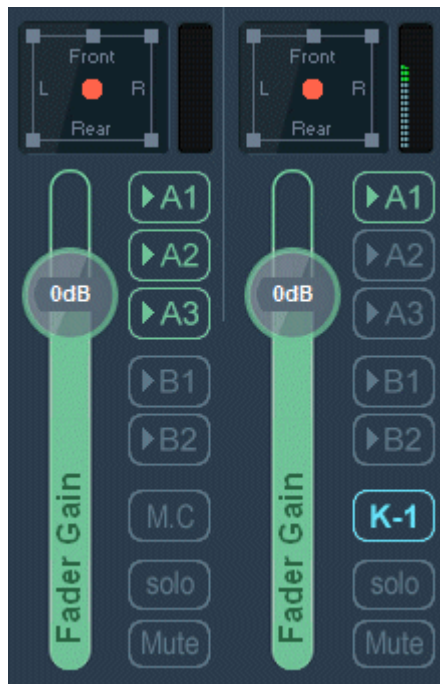 Front
L R
Rear
▶A1
▶A2
0dB
▶A3
▶B1
▶B2
M.C
solo
Mute
Fader Gain
Front
L R
Rear
▶A1
▶A2
0dB
▶A3
▶B1
▶B2
K-1
solo
Mute
Fader Gain